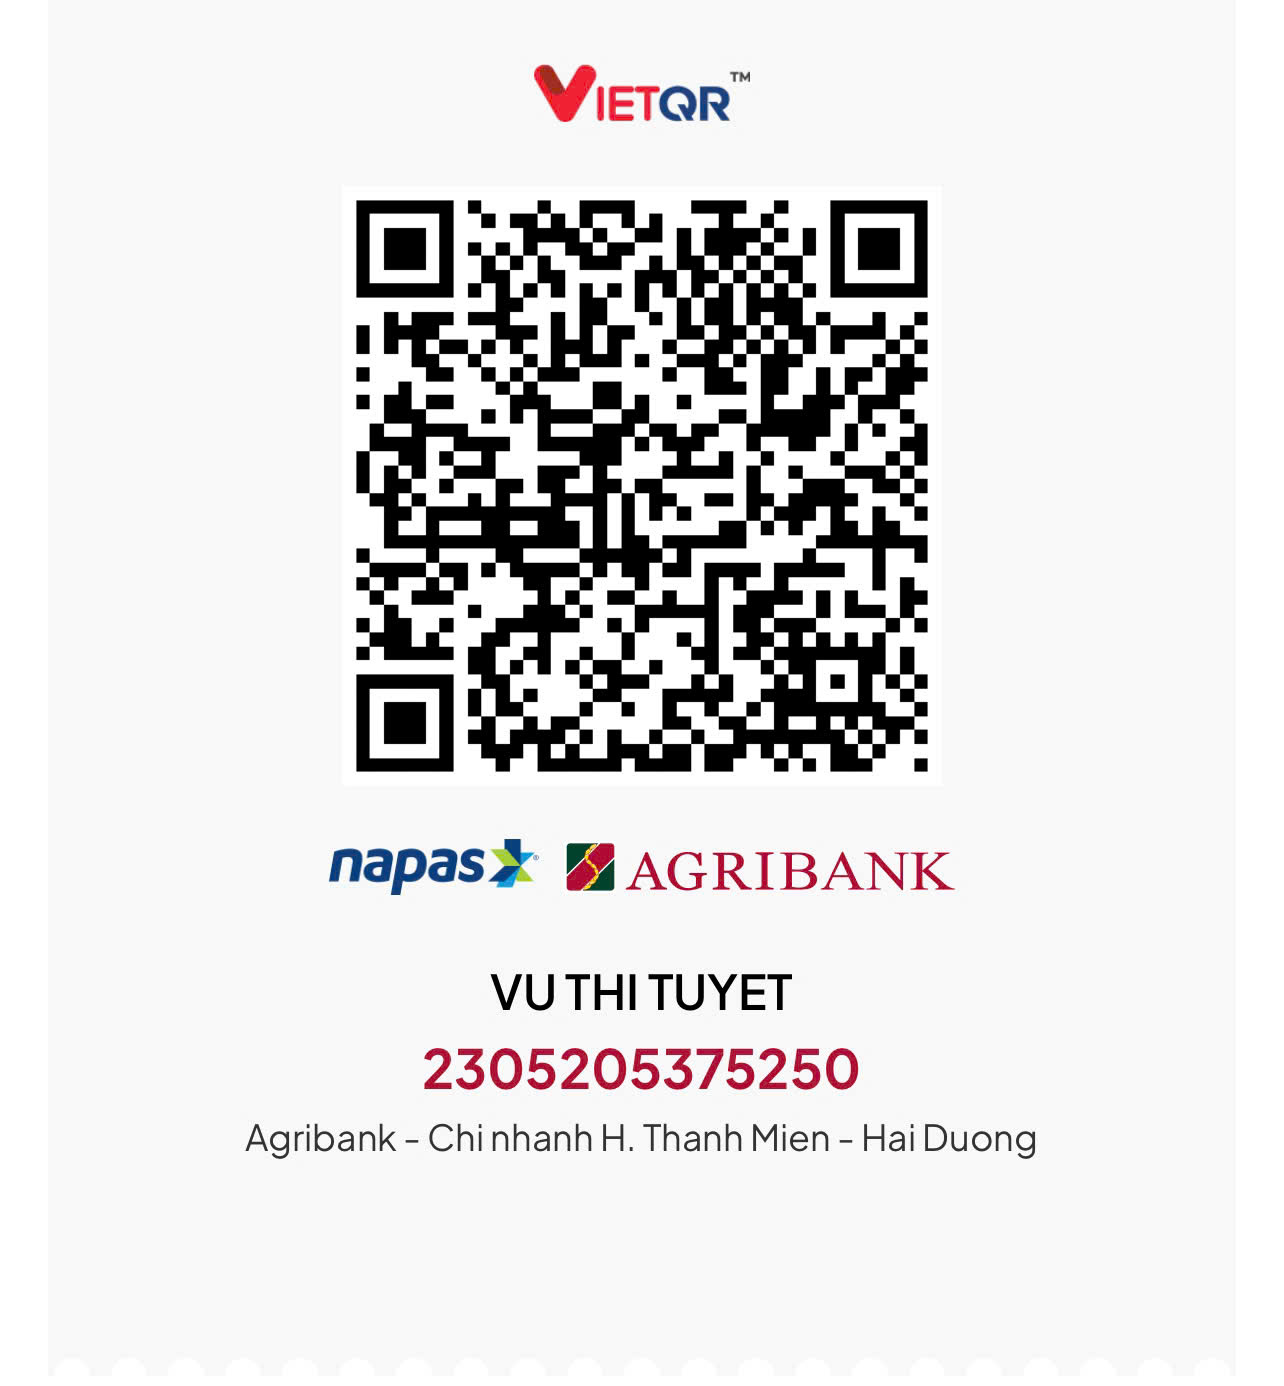 VIETQR™
napas® AGRIBANK
VU THI TUYET
2305205375250
Agribank - Chi nhanh H. Thanh Mien - Hai Duong